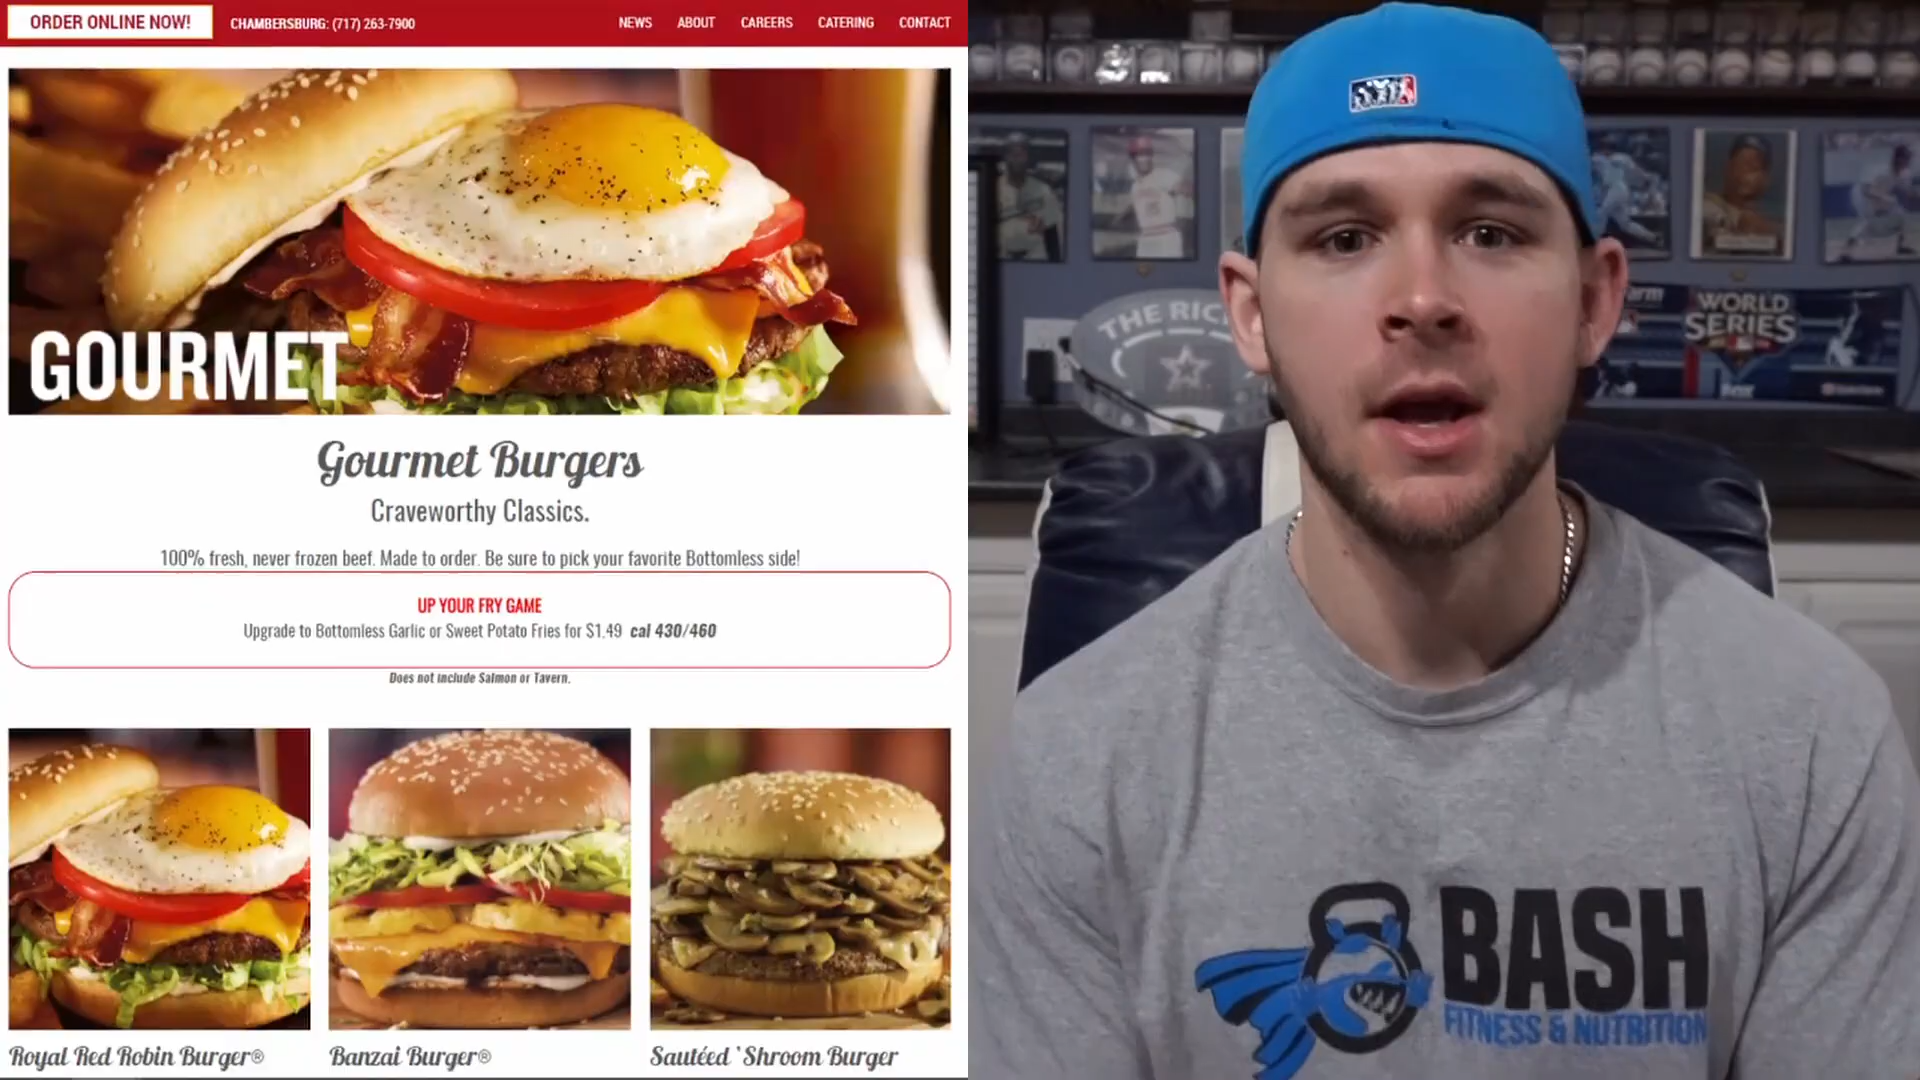 ORDER ONLINE NOW!
CHAMBERSBURG: (717) 263-7900
NEWS ABOUT CAREERS CATERING CONTACT
GOURMET
Gourmet Burgers
Craveworthy Classics.
100% fresh, never frozen beef. Made to order. Be sure to pick your favorite Bottomless side!
UP YOUR FRY GAME
Upgrade to Bottomless Garlic or Sweet Potato Fries for $1.49 cal 430/460
Does not include Salmon or Tavern.
Royal Red Robin Burger®
Banzai Burger®
Sautéed 'Shroom Burger
THE RIC
WORLD
SERIES
FOX
BASH
FITNESS & NUTRITION